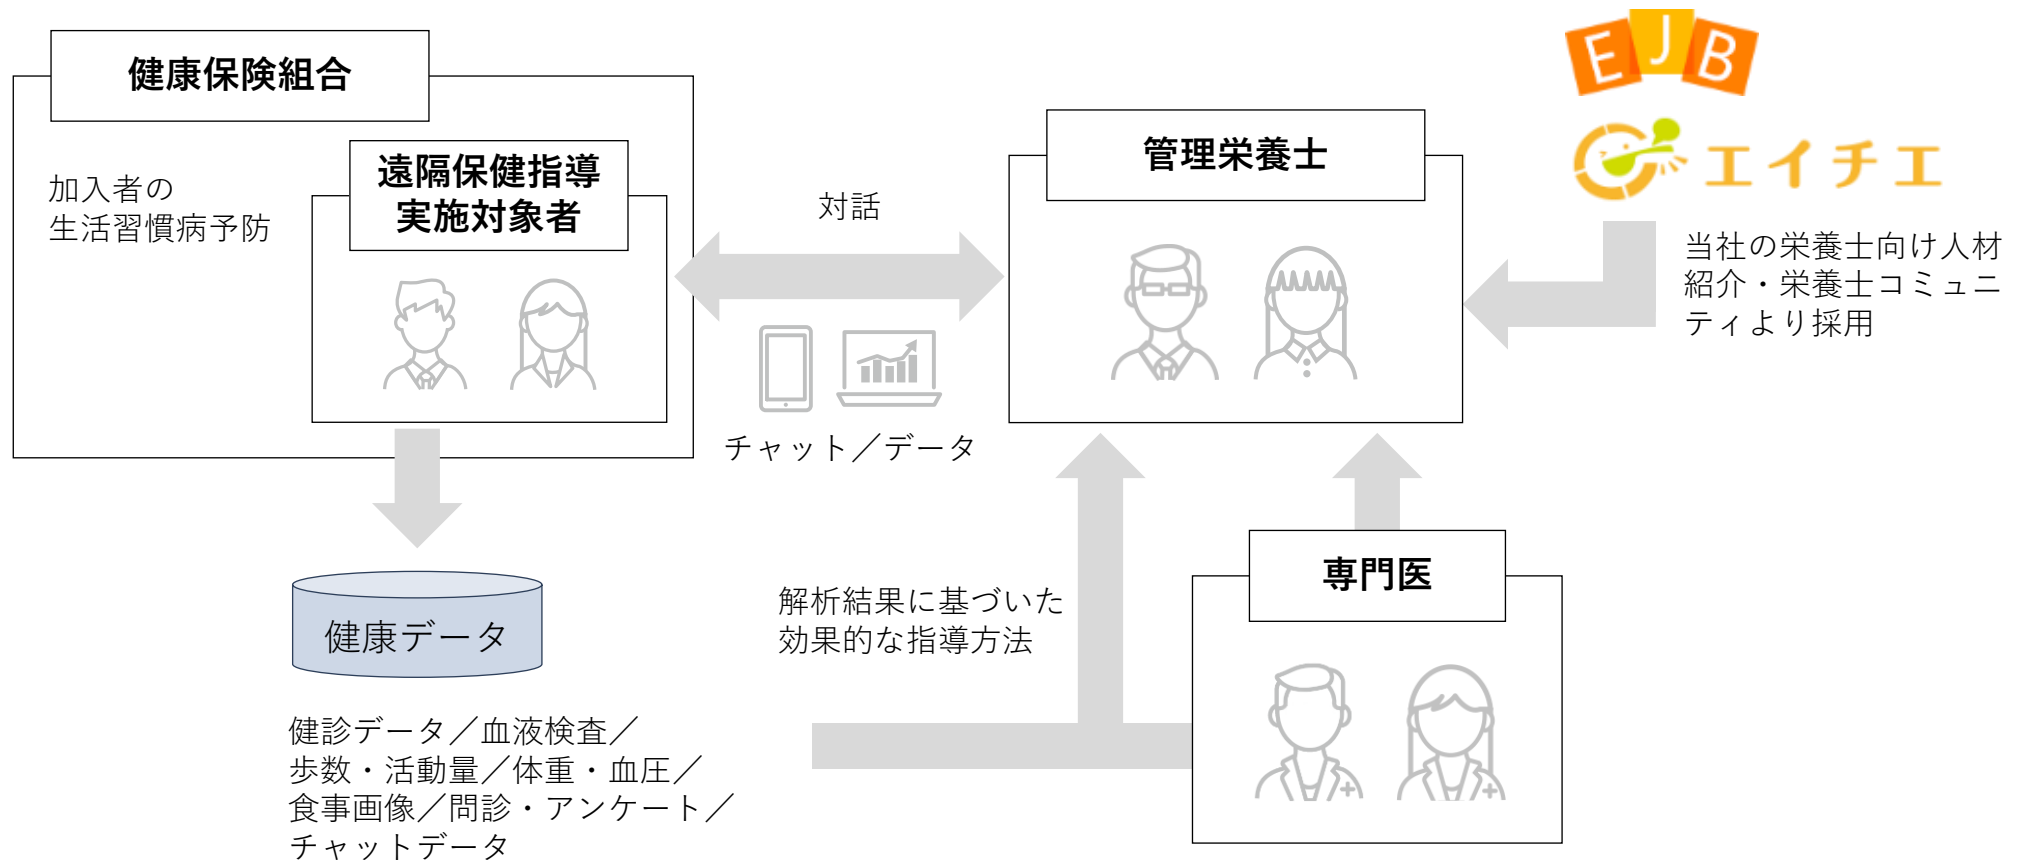 健康保険組合
加入者の
生活習慣病予防
遠隔保健指導
実施対象者
対話
チャット／データ
管理栄養士
EJB
エイチエ
当社の栄養士向け人材
紹介・栄養士コミュニ
ティより採用
健康データ
健診データ／血液検査／
歩数・活動量／体重・血圧／
食事画像／問診・アンケート／
チャットデータ
解析結果に基づいた
効果的な指導方法
専門医